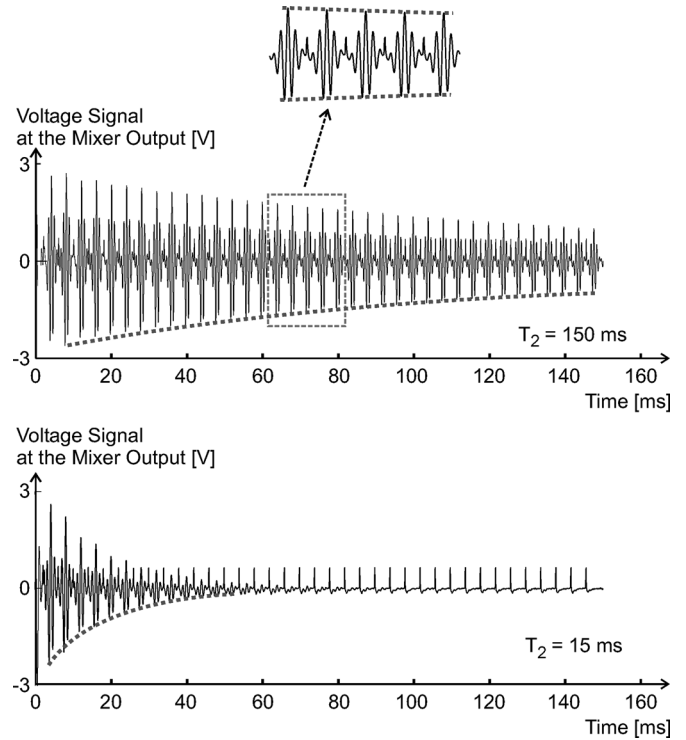 Voltage Signal
at the Mixer Output [V]
3
0
-3
T2 = 150 ms
0 20 40 60 80 100 120 140 160
Time [ms]
Voltage Signal
at the Mixer Output [V]
3
0
-3
T2 = 15 ms
0 20 40 60 80 100 120 140 160
Time [ms]